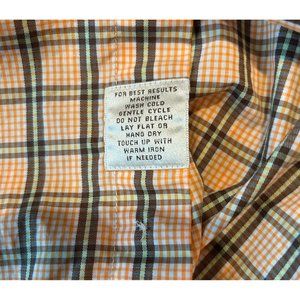 FOR BEST RESULTS
MACHINE
WASH COLD
GENTLE CYCLE
DO NOT BLEACH
LAY FLAT OR
HANG DRY
TOUCH UP WITH
WARM IRON
IF NEEDED